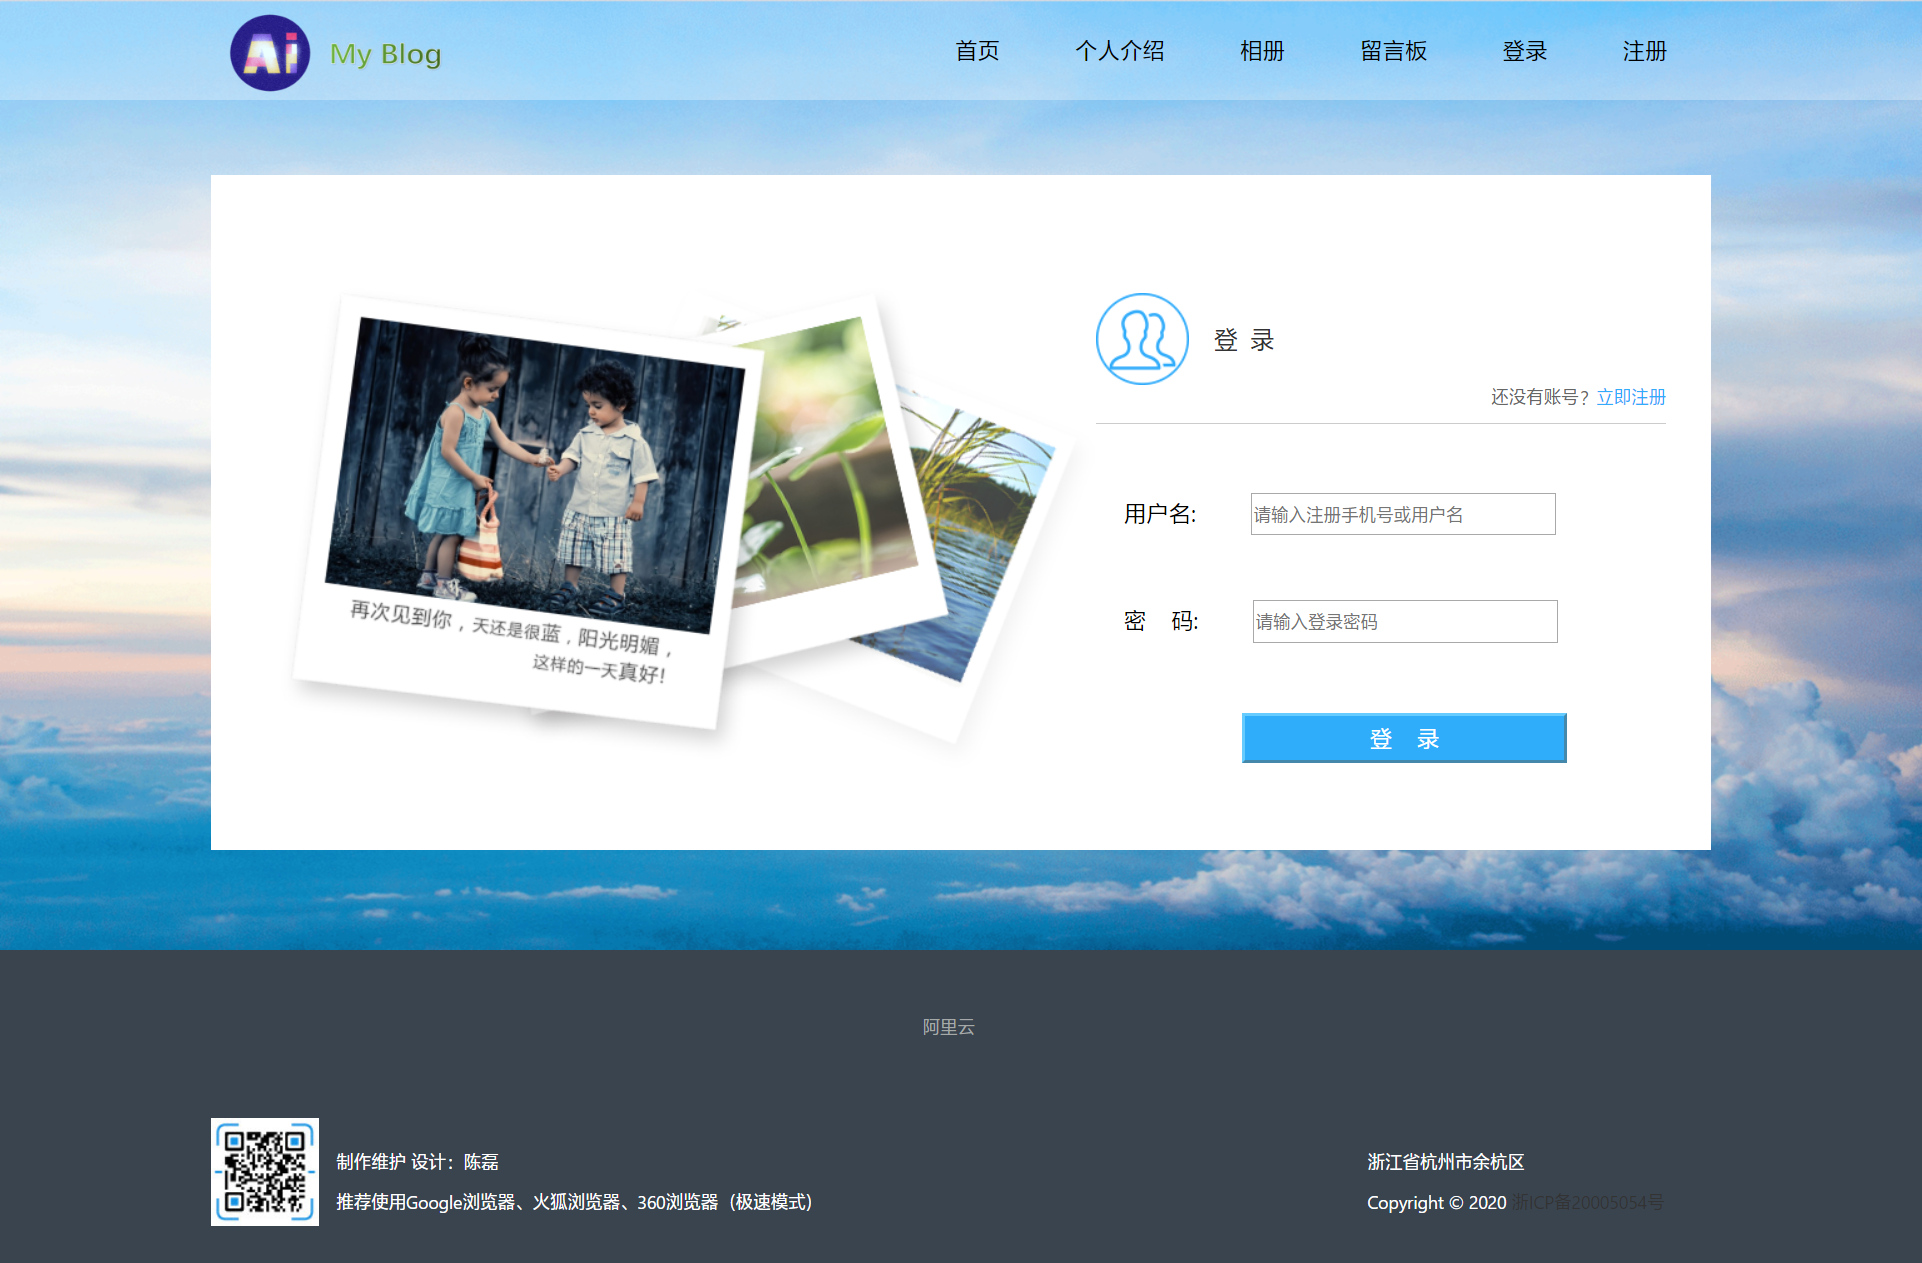 Ai My Blog
首页 个人介绍 相册 留言板 登录 注册
登 录
还没有账号？立即注册
再次见到你，天还是很蓝，阳光明媚，
这样的一天真好!
用户名:
请输入注册手机号或用户名
密 码:
请输入登录密码
登 录
阿里云
制作维护 设计：陈磊
推荐使用Google浏览器、火狐浏览器、360浏览器（极速模式）
浙江省杭州市余杭区
Copyright © 2020 浙ICP备20005054号